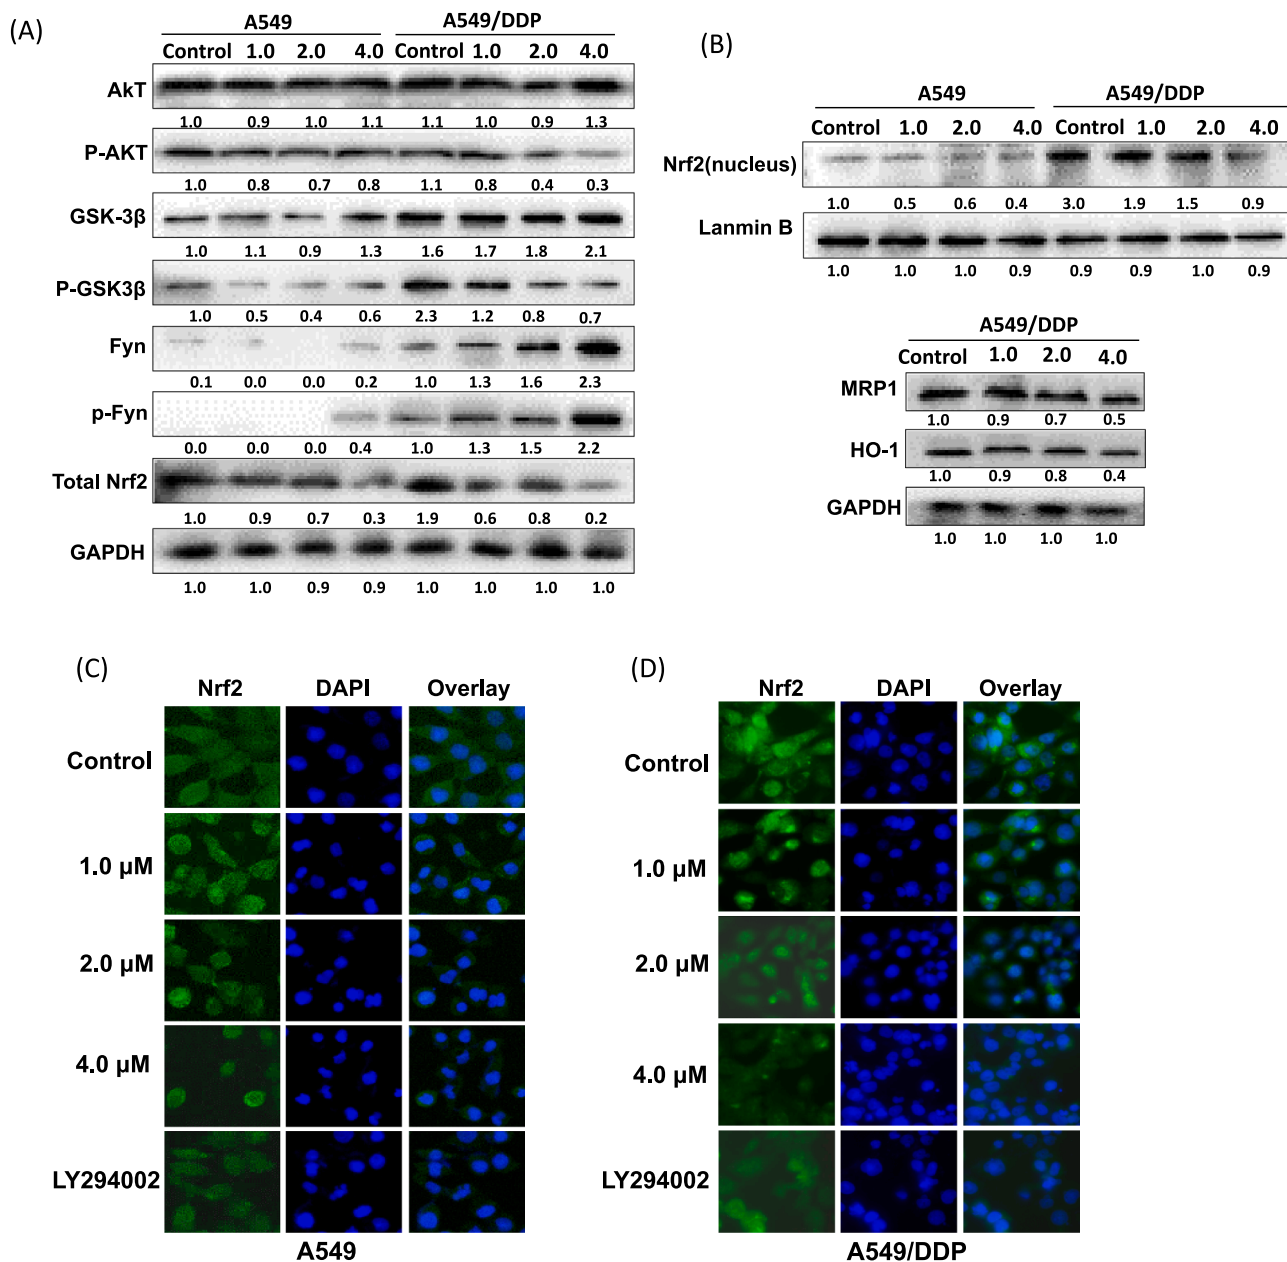 (A)
A549 A549/DDP
Control 1.0 2.0 4.0 Control 1.0 2.0 4.0
AkT
1.0 0.9 1.0 1.1 1.1 1.0 0.9 1.3
P-AKT
1.0 0.8 0.7 0.8 1.1 0.8 0.4 0.3
GSK-3β
1.0 1.1 0.9 1.3 1.6 1.7 1.8 2.1
P-GSK3β
1.0 0.5 0.4 0.6 2.3 1.2 0.8 0.7
Fyn
0.1 0.0 0.0 0.2 1.0 1.3 1.6 2.3
p-Fyn
0.0 0.0 0.0 0.4 1.0 1.3 1.5 2.2
Total Nrf2
1.0 0.9 0.7 0.3 1.9 0.6 0.8 0.2
GAPDH
1.0 1.0 0.9 0.9 1.0 1.0 1.0 1.0
(B)
A549 A549/DDP
Control 1.0 2.0 4.0 Control 1.0 2.0 4.0
Nrf2(nucleus)
1.0 0.5 0.6 0.4 3.0 1.9 1.5 0.9
Lanmin B
1.0 1.0 1.0 0.9 0.9 0.9 1.0 0.9
A549/DDP
Control 1.0 2.0 4.0
MRP1
1.0 0.9 0.7 0.5
HO-1
1.0 0.9 0.8 0.4
GAPDH
1.0 1.0 1.0 1.0
(C)
Nrf2 DAPI Overlay
Control
1.0 μM
2.0 μM
4.0 μM
LY294002
A549
(D)
Nrf2 DAPI Overlay
Control
1.0 μM
2.0 μM
4.0 μM
LY294002
A549/DDP